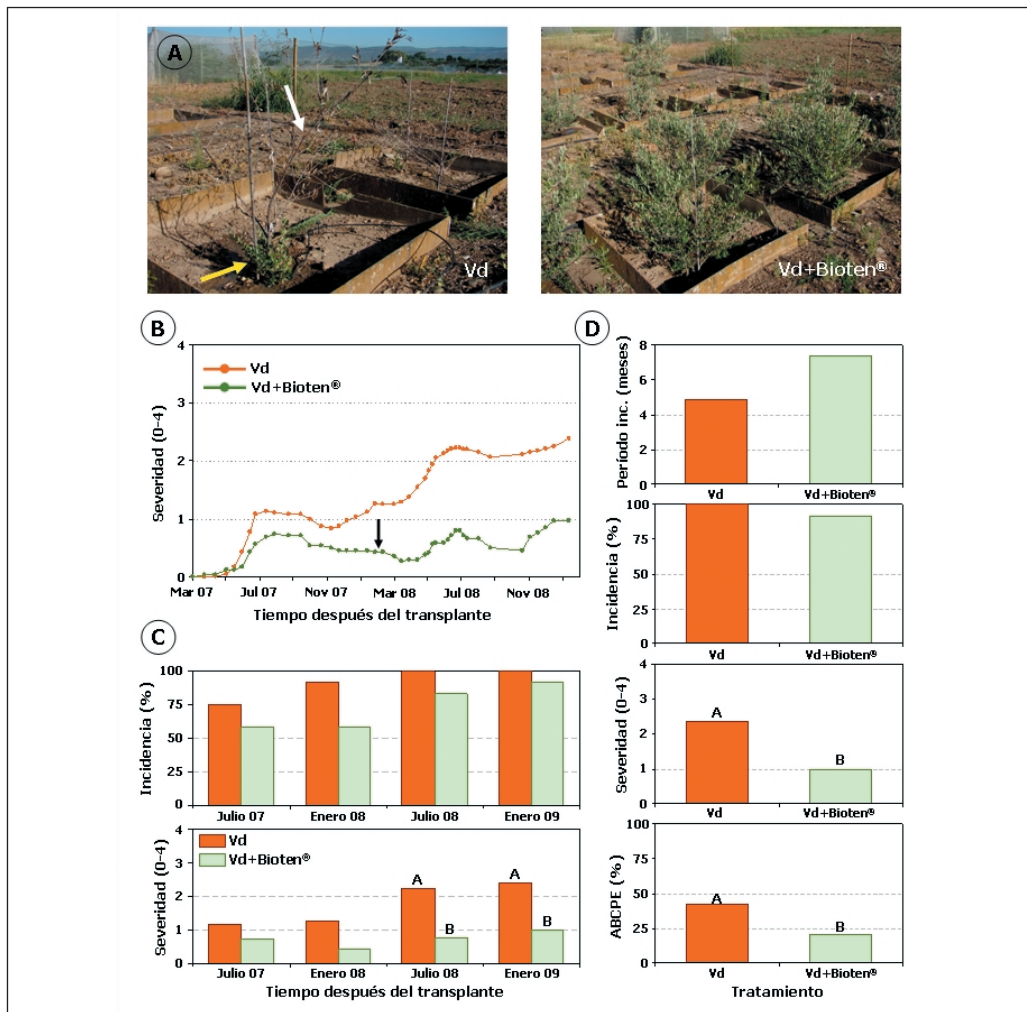 A
Vd
Vd+Bioten®
B
4
3
2
1
0
Severidad (0-4)
Vd
Vd+Bioten®
Mar 07
Jul 07
Nov 07
Mar 08
Jul 08
Nov 08
Tiempo después del transplante
C
100
75
50
25
0
Incidencia (%)
Julio 07
Enero 08
Julio 08
Enero 09
4
3
2
1
0
Severidad (0-4)
Vd
Vd+Bioten®
A
B
A
B
Julio 07
Enero 08
Julio 08
Enero 09
Tiempo después del transplante
D
8
6
4
2
0
Período inc. (meses)
Vd
Vd+Bioten®
100
75
50
25
0
Incidencia (%)
Vd
Vd+Bioten®
4
3
2
1
0
Severidad (0-4)
A
B
Vd
Vd+Bioten®
100
75
50
25
0
ABCPE (%)
A
B
Vd
Vd+Bioten®
Tratamiento